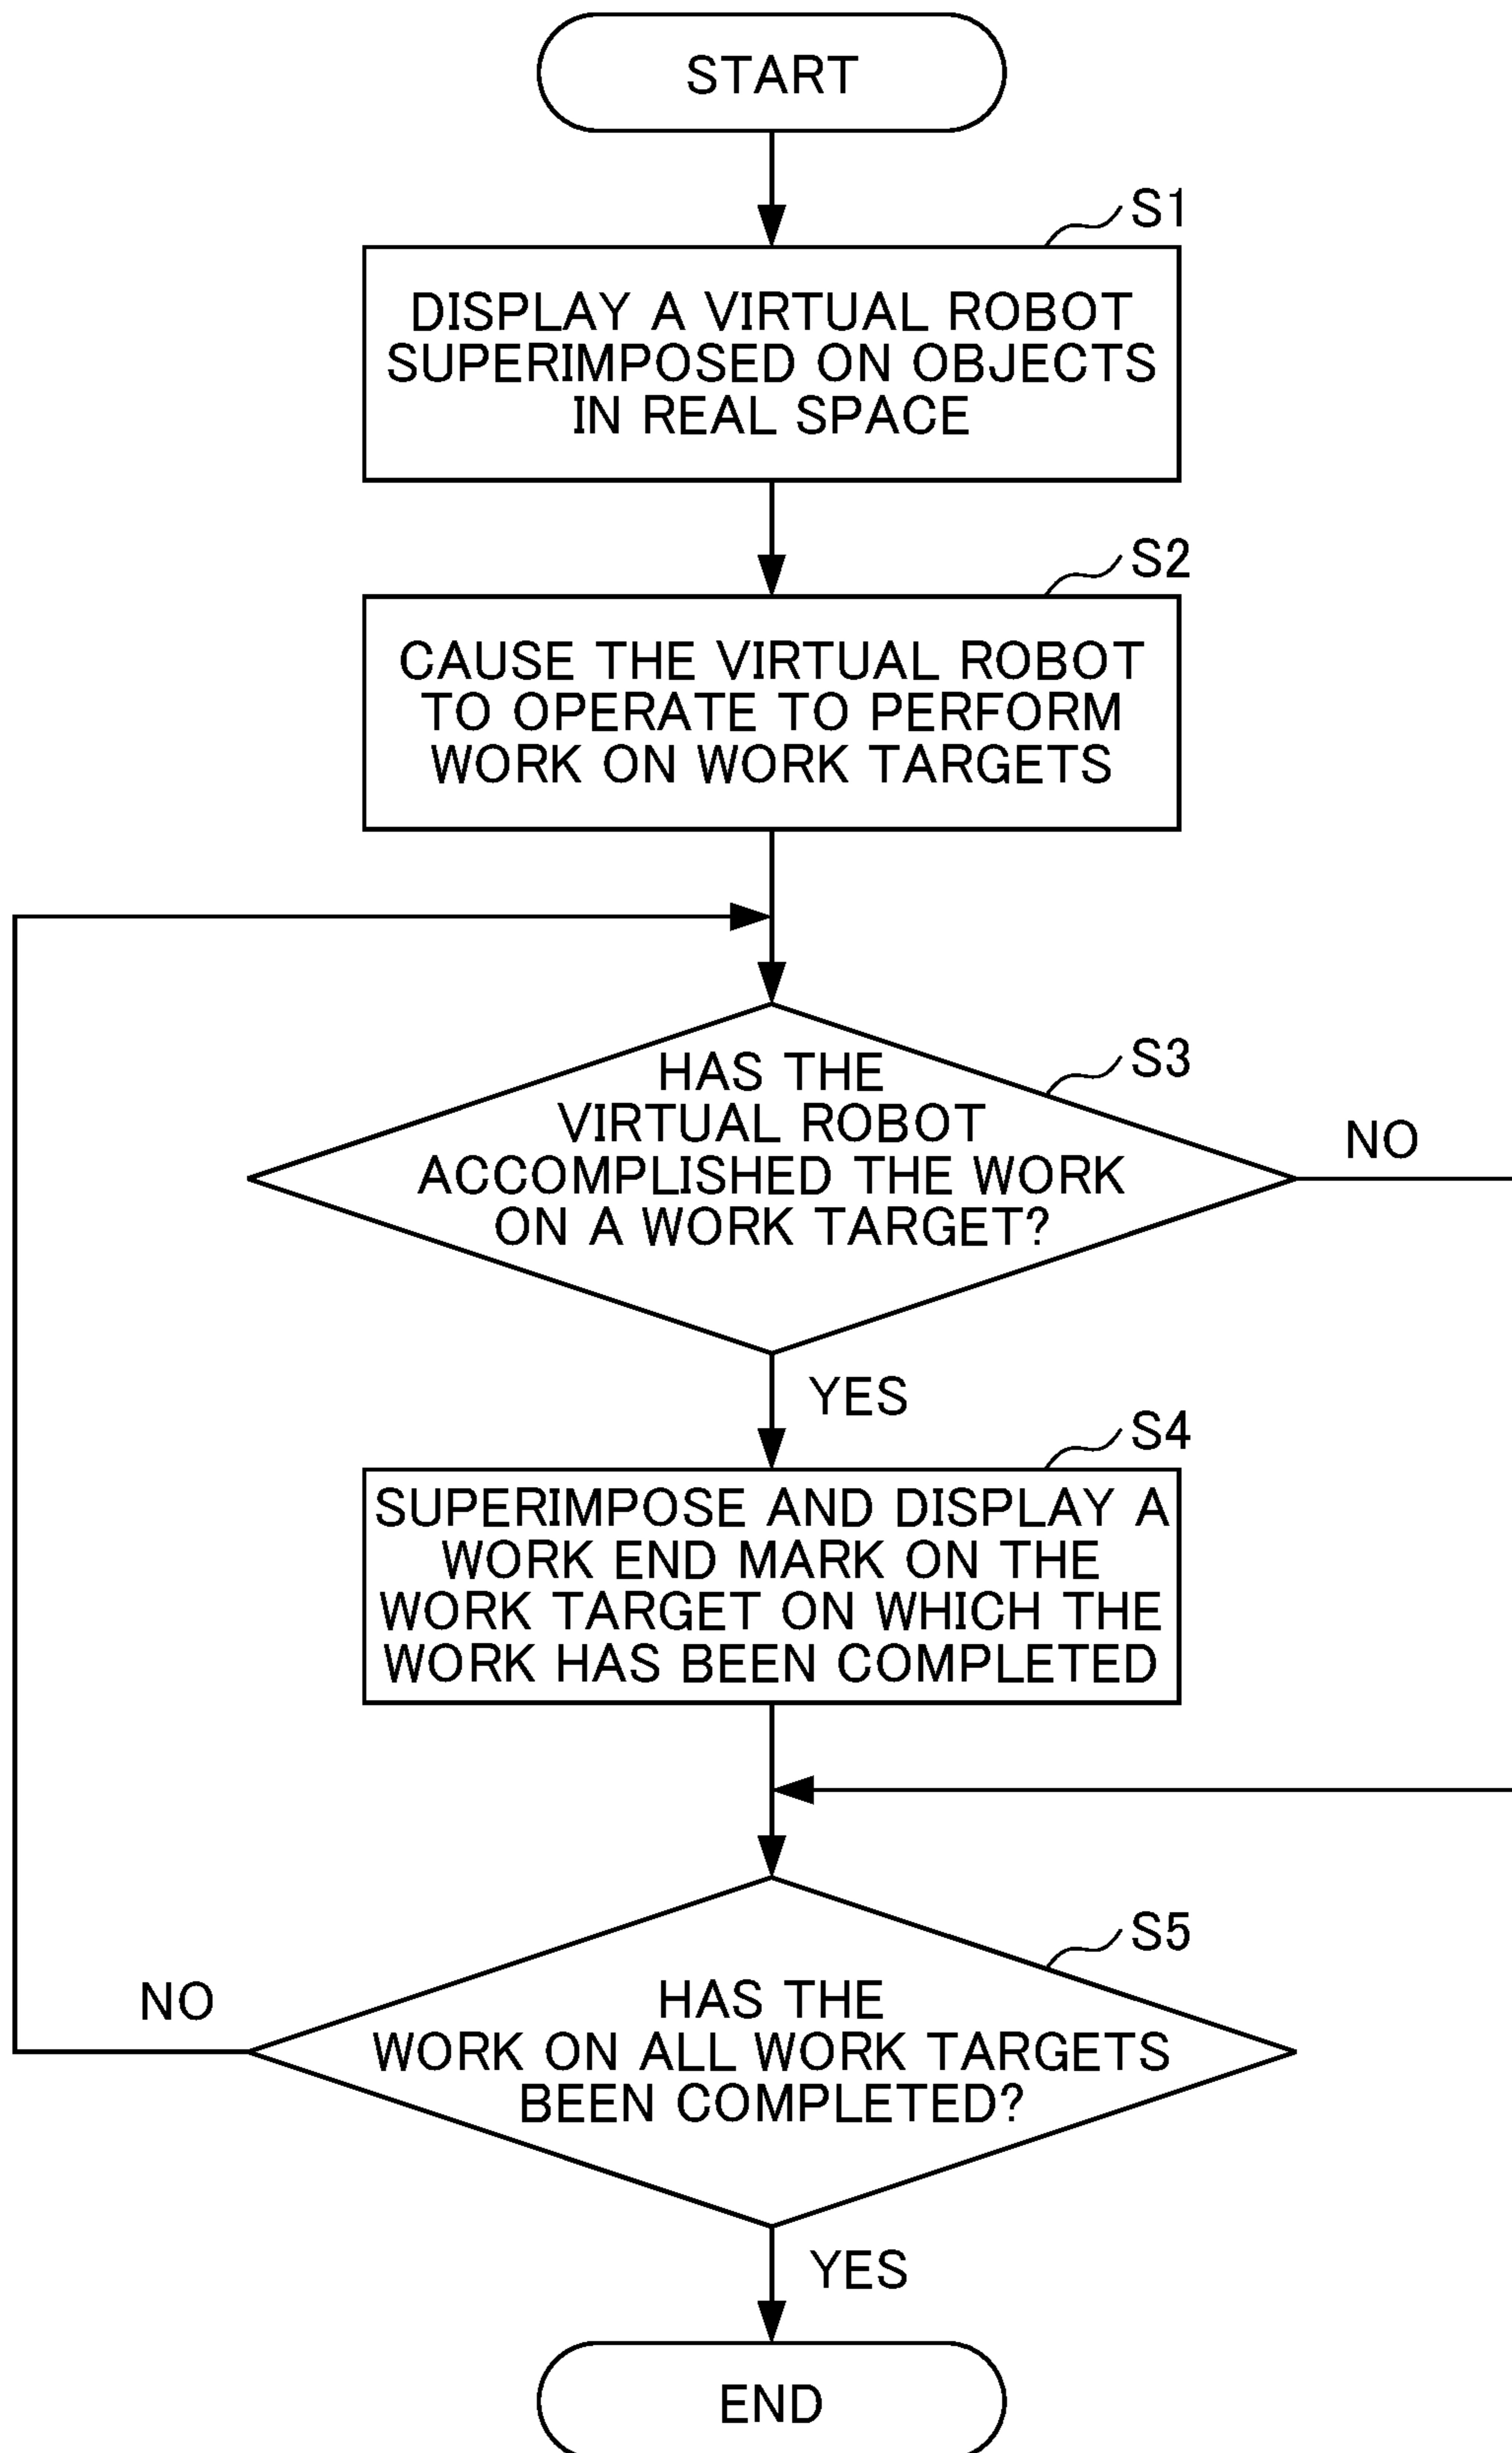 START
S1
DISPLAY A VIRTUAL ROBOT
SUPERIMPOSED ON OBJECTS
IN REAL SPACE
S2
CAUSE THE VIRTUAL ROBOT
TO OPERATE TO PERFORM
WORK ON WORK TARGETS
S3
HAS THE
VIRTUAL ROBOT
ACCOMPLISHED THE WORK
ON A WORK TARGET?
NO
YES
S4
SUPERIMPOSE AND DISPLAY A
WORK END MARK ON THE
WORK TARGET ON WHICH THE
WORK HAS BEEN COMPLETED
S5
HAS THE
WORK ON ALL WORK TARGETS
BEEN COMPLETED?
NO
YES
END